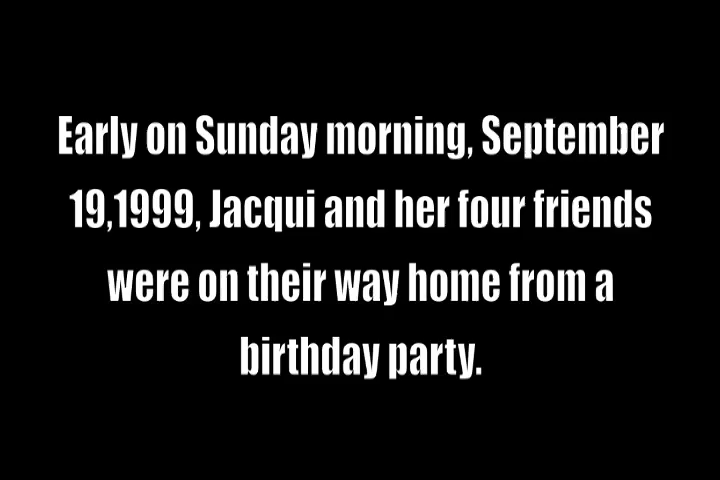 Early on Sunday morning, September
19,1999, Jacqui and her four friends
were on their way home from a
birthday party.